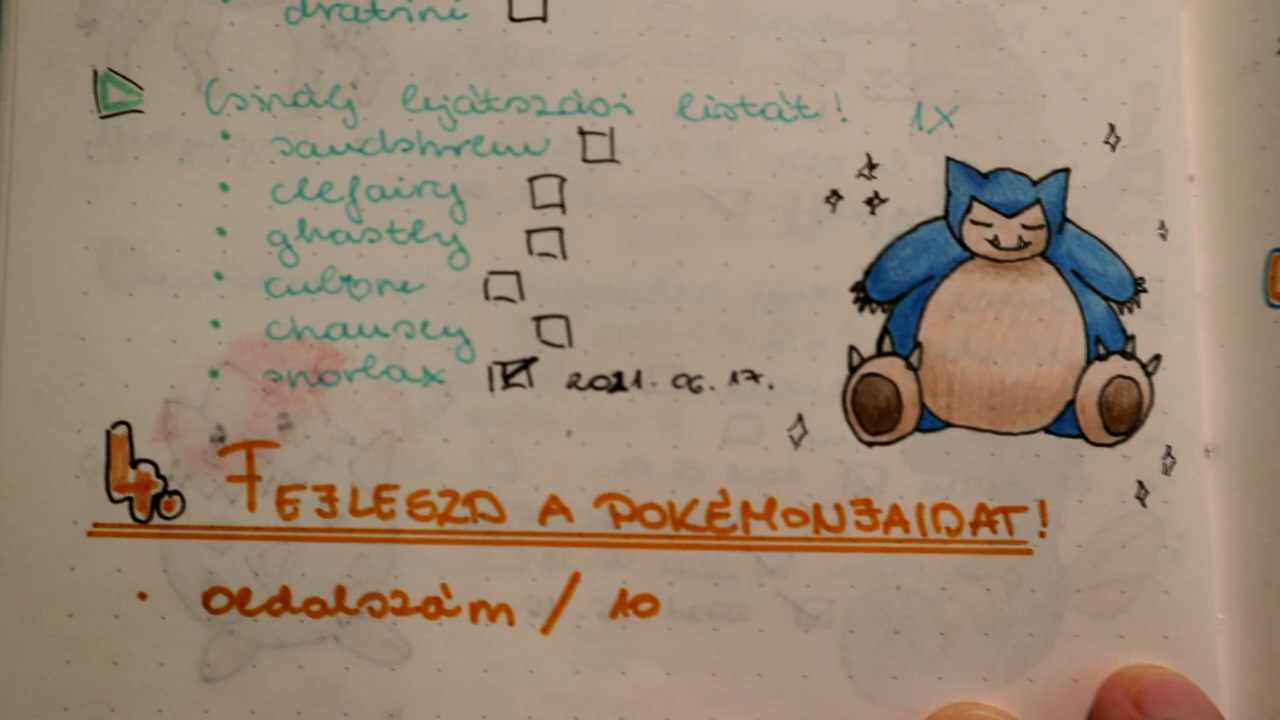 dratini
Csinálj lejátszási listát! 1X
sandshrew
clefairy
ghastly
cubone
chansey
snorlax 2021. 06. 17.
4. FEJLESZD A POKÉMONJAIDAT!
oldalszám / 10